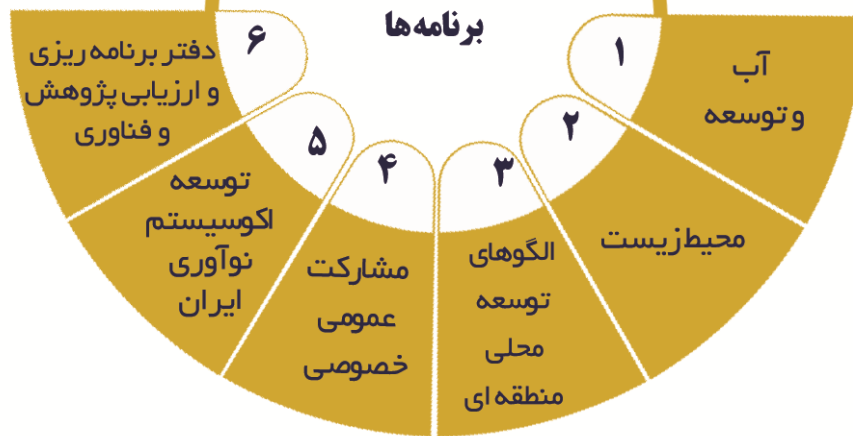 برنامه‌ها
۱
آب
و توسعه
۲
محیط زیست
۳
الگوهای
توسعه
محلی
منطقه ای
۴
مشارکت
عمومی
خصوصی
۵
توسعه
اکوسیستم
نوآوری
ایران
۶
دفتر برنامه ریزی
و ارزیابی پژوهش
و فناوری